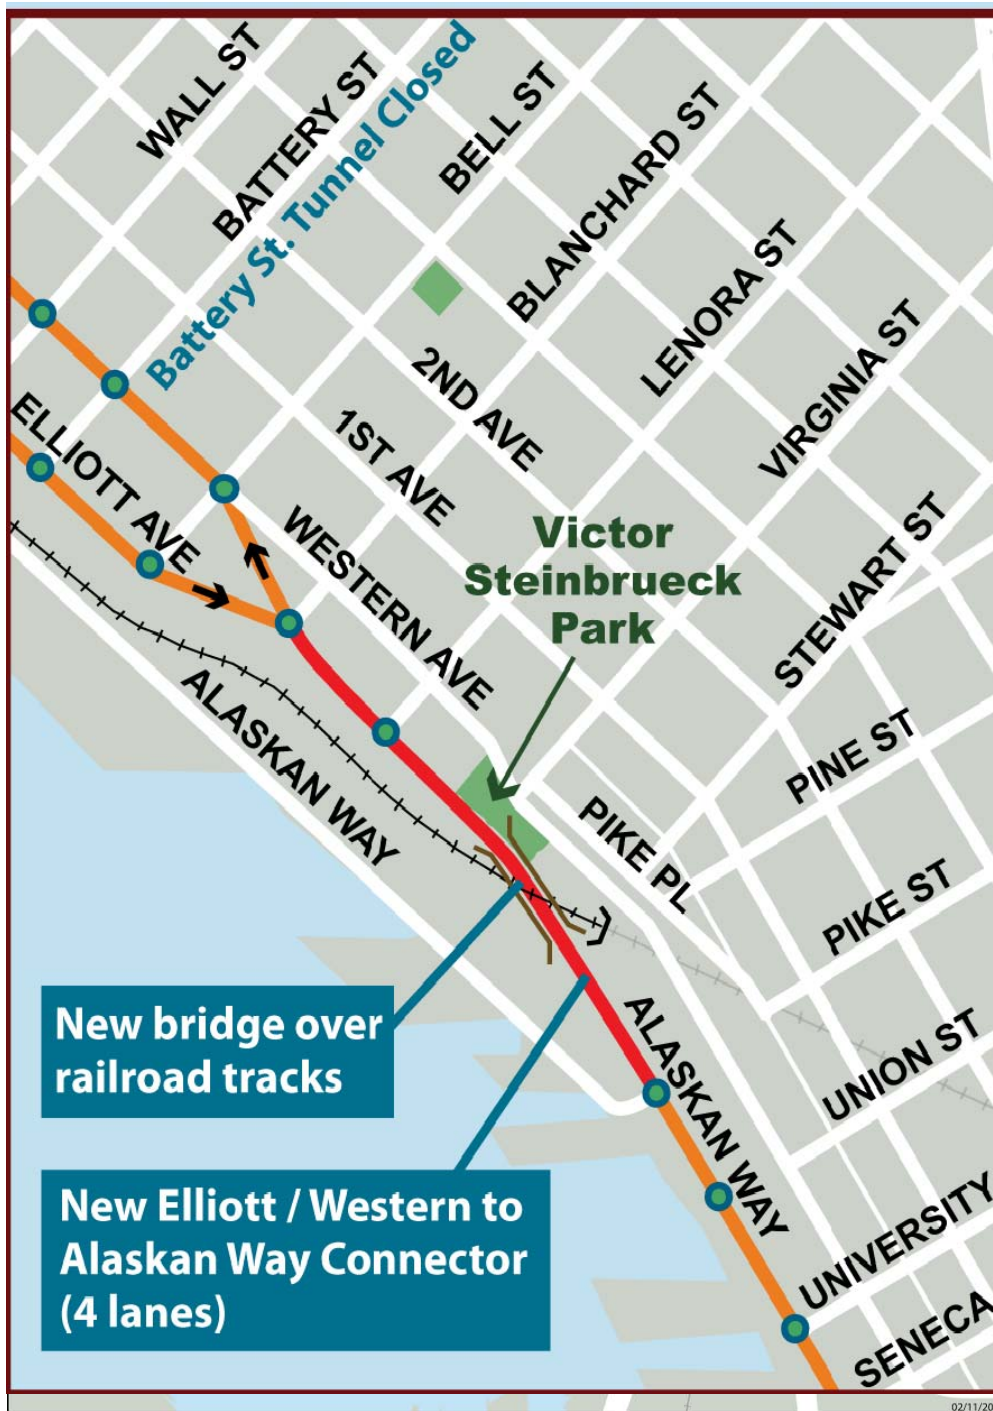 WALL ST
BATTERY ST
Battery St. Tunnel Closed
BELL ST
BLANCHARD ST
LENORA ST
VIRGINIA ST
2ND AVE
1ST AVE
ELLIOTT AVE
WESTERN AVE
Victor
Steinbrueck
Park
STEWART ST
ALASKAN WAY
PINE ST
PIKE PL
PIKE ST
New bridge over
railroad tracks
ALASKAN WAY
UNION ST
New Elliott / Western to
Alaskan Way Connector
(4 lanes)
UNIVERSITY
SENECA
02/11/20